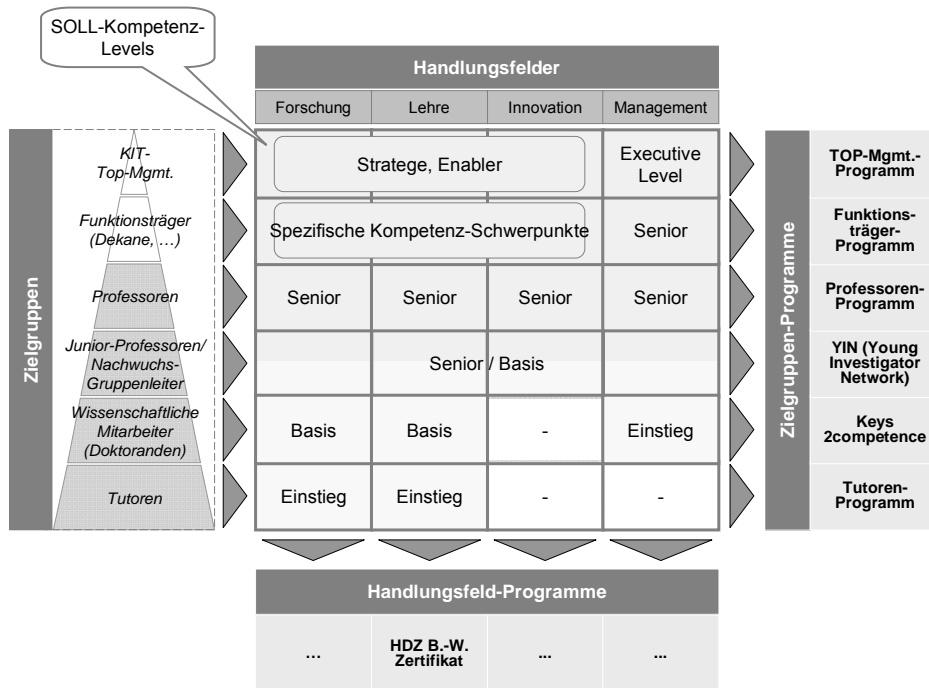 SOLL-Kompetenz-
Levels
Handlungsfelder
Forschung
Lehre
Innovation
Management
Zielgruppen
KIT-
Top-Mgmt.
Stratege, Enabler
Executive
Level
TOP-Mgmt.-
Programm
Funktionsträger
(Dekane, …)
Spezifische Kompetenz-Schwerpunkte
Senior
Funktions-
träger-
Programm
Professoren
Senior
Senior
Senior
Senior
Professoren-
Programm
Junior-Professoren/
Nachwuchs-
Gruppenleiter
Senior / Basis
YIN (Young
Investigator
Network)
Wissenschaftliche
Mitarbeiter
(Doktoranden)
Basis
Basis
-
Einstieg
Keys
2competence
Tutoren
Einstieg
Einstieg
-
-
Tutoren-
Programm
Zielgruppen-Programme
Handlungsfeld-Programme
…
HDZ B.-W.
Zertifikat
...
...